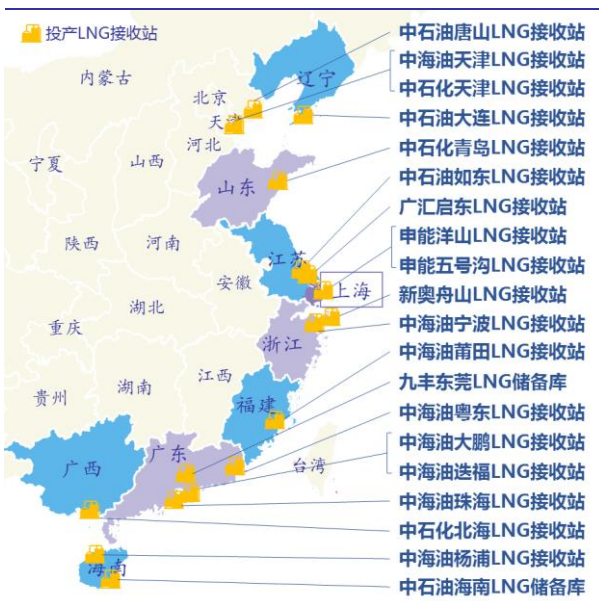 投产LNG接收站
中石油唐山LNG接收站
中海油天津LNG接收站
中石化天津LNG接收站
中石油大连LNG接收站
中石化青岛LNG接收站
中石油如东LNG接收站
广汇启东LNG接收站
申能洋山LNG接收站
申能五号沟LNG接收站
新奥舟山LNG接收站
中海油宁波LNG接收站
中海油莆田LNG接收站
九丰东莞LNG储备库
中海油粤东LNG接收站
中海油大鹏LNG接收站
中海油迭福LNG接收站
中海油珠海LNG接收站
中石化北海LNG接收站
中海油杨浦LNG接收站
中石油海南LNG储备库
内蒙古
辽宁
北京
天津
河北
宁夏
山西
山东
陕西
河南
江苏
安徽
上海
湖北
重庆
浙江
江西
湖南
贵州
福建
广东
广西
台湾
海南